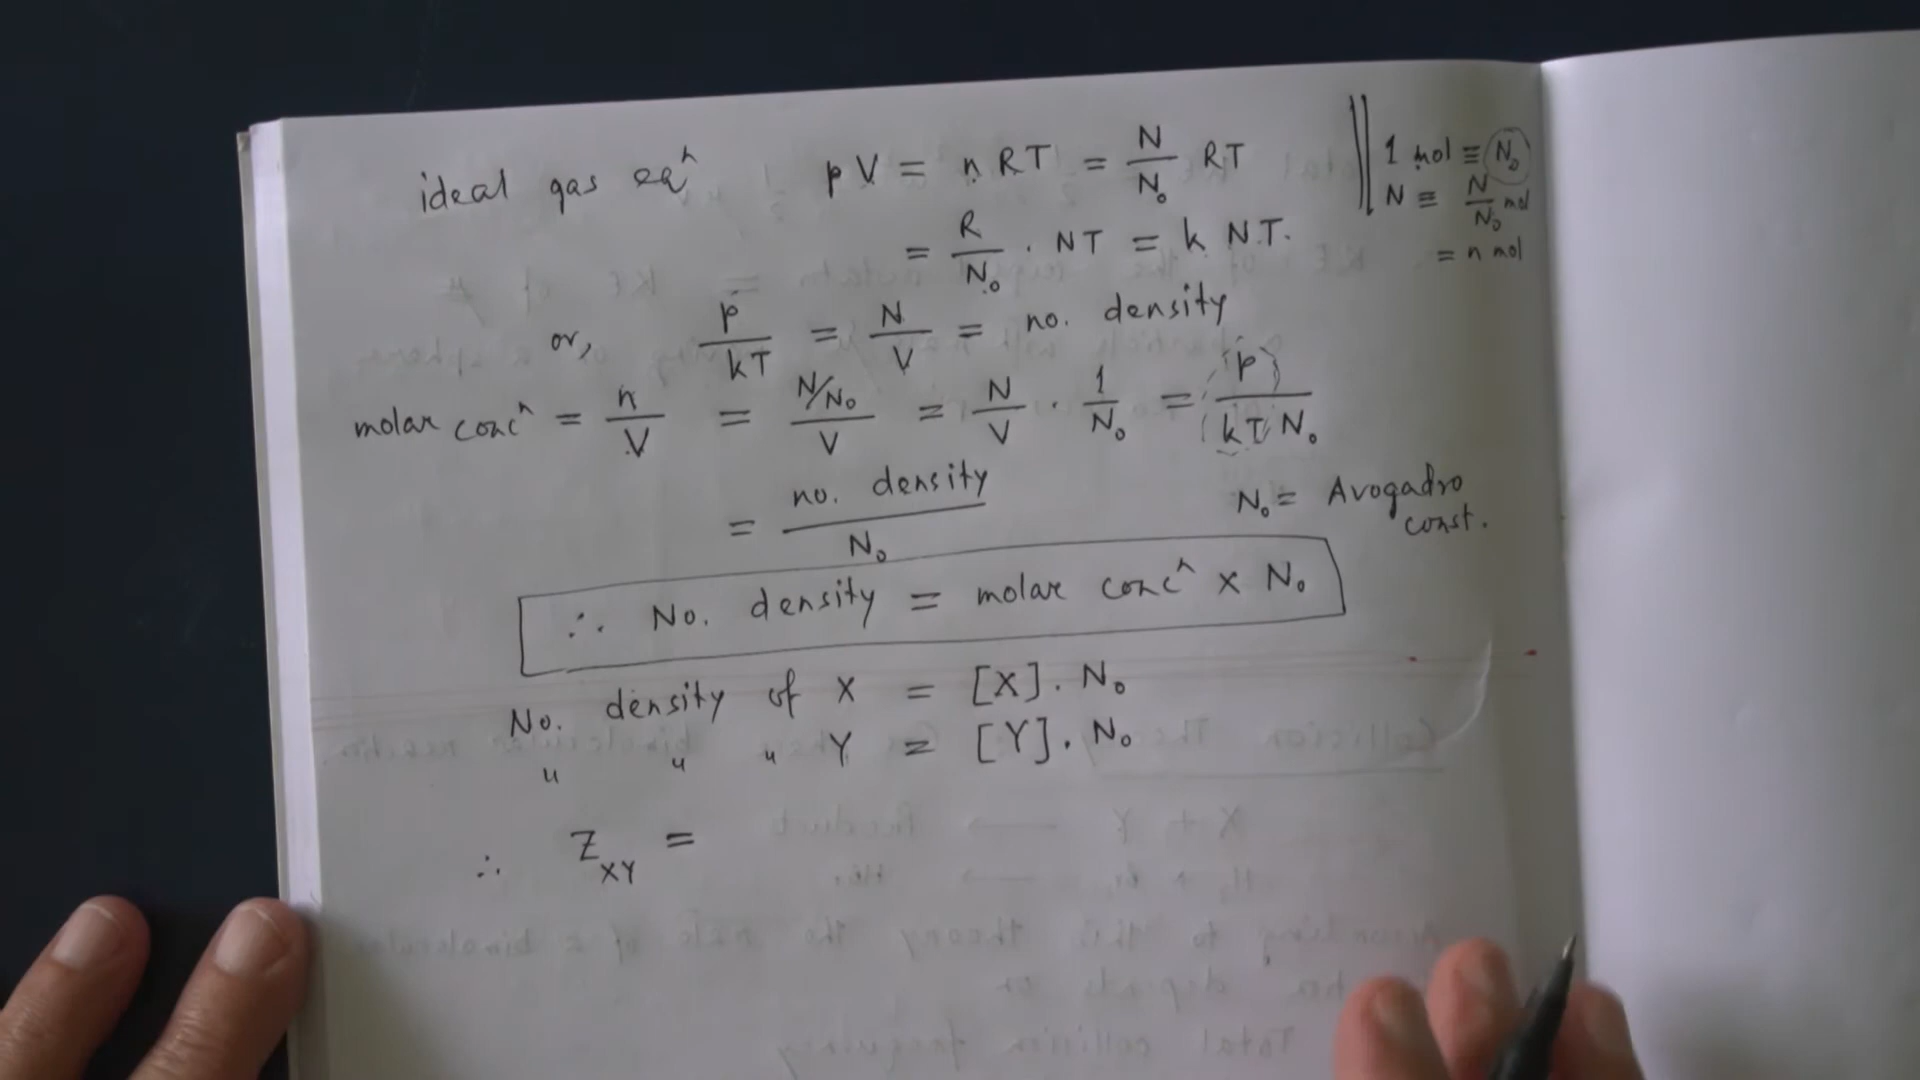 ideal gas eqⁿ pV = nRT = N/N₀ RT
= R/N₀ . NT = k N.T.
|| 1 mol ≡ N₀
N ≡ N/N₀ mol
= n mol
or, p/kT = N/V = no. density
molar concⁿ = n/V = N/N₀/V = N/V . 1/N₀ = p/kT N₀
= no. density/N₀
N₀ = Avogadro
const.
∴ No. density = molar concⁿ × N₀
No. density of X = [X]. N₀
" " " Y = [Y]. N₀
∴ Z_XY =